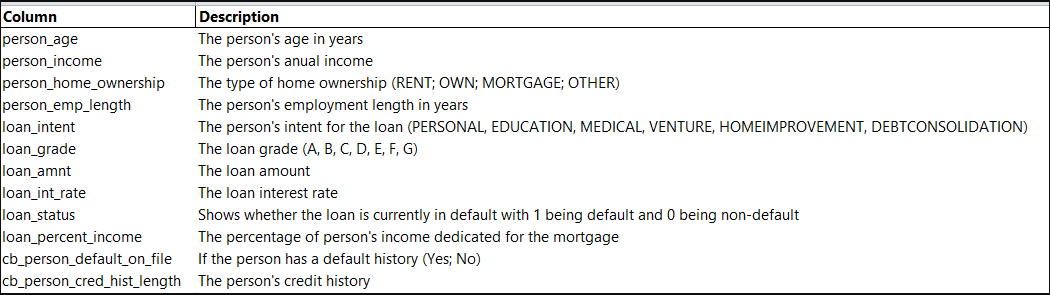 Column Description
person_age The person's age in years
person_income The person's anual income
person_home_ownership The type of home ownership (RENT; OWN; MORTGAGE; OTHER)
person_emp_length The person's employment length in years
loan_intent The person's intent for the loan (PERSONAL, EDUCATION, MEDICAL, VENTURE, HOMEIMPROVEMENT, DEBTCONSOLIDATION)
loan_grade The loan grade (A, B, C, D, E, F, G)
loan_amnt The loan amount
loan_int_rate The loan interest rate
loan_status Shows whether the loan is currently in default with 1 being default and 0 being non-default
loan_percent_income The percentage of person's income dedicated for the mortgage
cb_person_default_on_file If the person has a default history (Yes; No)
cb_person_cred_hist_length The person's credit history